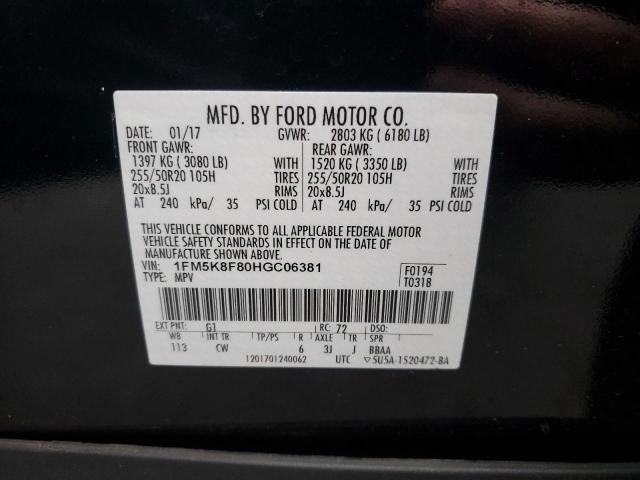 MFD. BY FORD MOTOR CO.
DATE: 01/17 GVWR: 2803 KG ( 6180 LB)
FRONT GAWR: REAR GAWR:
1397 KG ( 3080 LB) WITH 1520 KG ( 3350 LB) WITH
255/50R20 105H TIRES 255/50R20 105H TIRES
20x8.5J RIMS 20x8.5J RIMS
AT 240 kPa/ 35 PSI COLD AT 240 kPa/ 35 PSI COLD
THIS VEHICLE CONFORMS TO ALL APPLICABLE FEDERAL MOTOR
VEHICLE SAFETY STANDARDS IN EFFECT ON THE DATE OF
MANUFACTURE SHOWN ABOVE.
VIN: 1FM5K8F80HGC06381 F0194
TYPE: MPV T0318
EXT PNT: G1 RC: 72 DSO:
WB INT TR TP/PS R AXLE TR SPR
113 CW 6 3J J BBAA
1201701240062 UTC ▽5U5A-1520472-BA